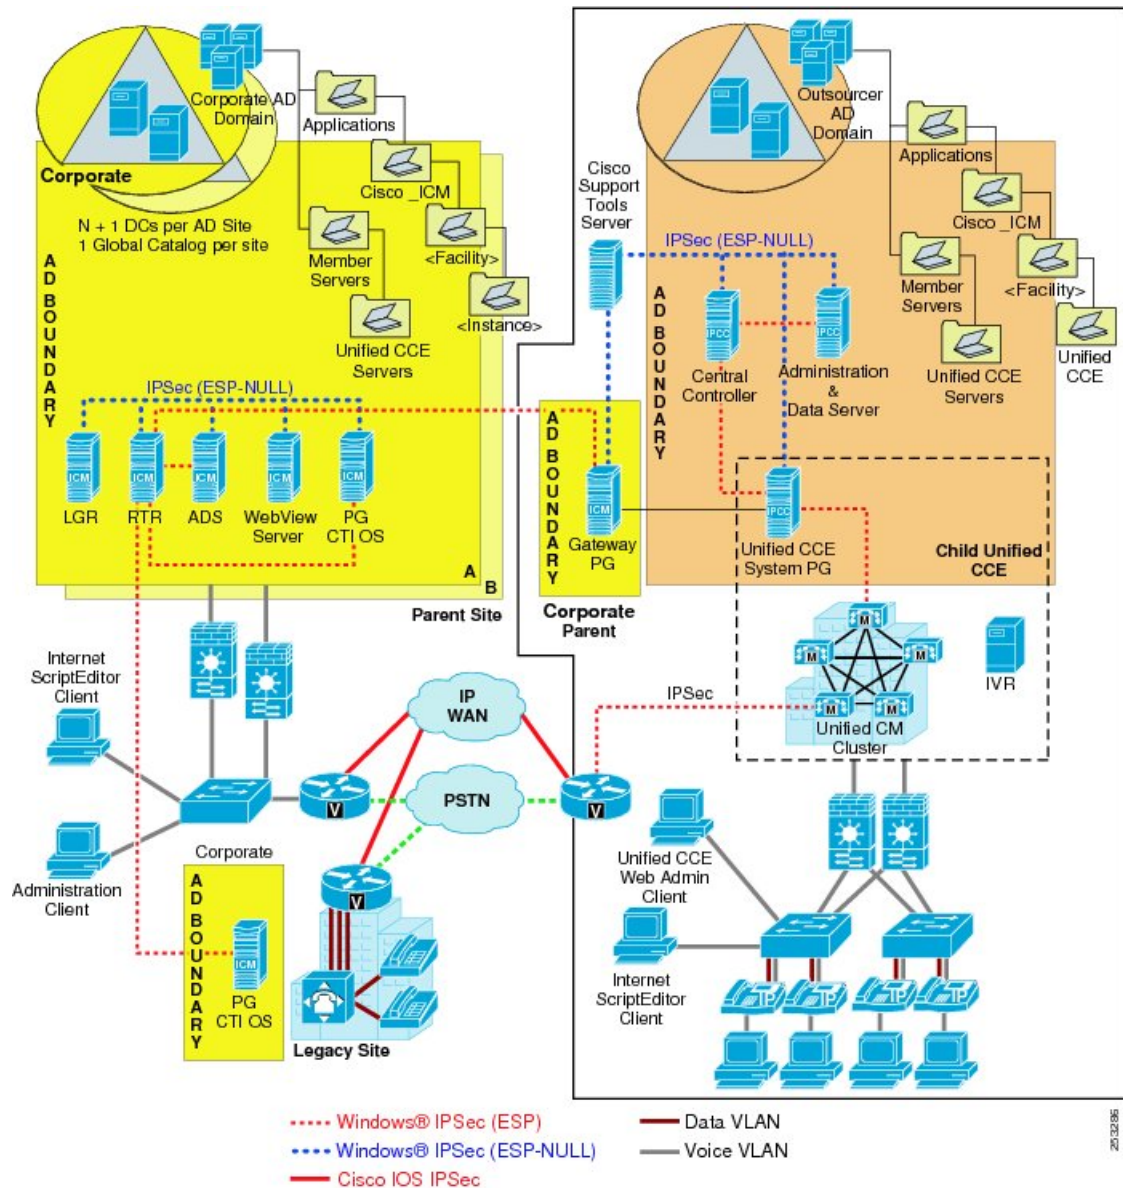 Corporate AD
Domain
Applications
Corporate
Cisco _ICM
N + 1 DCs per AD Site
1 Global Catalog per site
Member
Servers
<Facility>
<Instance>
Unified CCE
Servers
AD BOUNDARY
IPSec (ESP-NULL)
ICM
ICM
ICM
ICM
ICM
LGR
RTR
ADS
WebView
Server
PG
CTI OS
A
B
Parent Site
Outsourcer
AD
Domain
Applications
Cisco
Support
Tools
Server
Cisco _ICM
IPSec (ESP-NULL)
Member
Servers
<Facility>
AD BOUNDARY
IPCC
IPCC
Central
Controller
Administration
&
Data Server
Unified CCE
Servers
Unified
CCE
AD BOUNDARY
ICM
Gateway
PG
Corporate
Parent
IPCC
Unified CCE
System PG
Child Unified
CCE
M
M
M
M
M
Unified CM
Cluster
IVR
IPSec
Internet
ScriptEditor
Client
IP
WAN
PSTN
V
V
Administration
Client
Corporate
AD BOUNDARY
ICM
PG
CTI OS
V
Legacy Site
Unified CCE
Web Admin
Client
Internet
ScriptEditor
Client
IP
IP
IP
IP
Windows® IPSec (ESP)
Windows® IPSec (ESP-NULL)
Cisco IOS IPSec
Data VLAN
Voice VLAN
253286